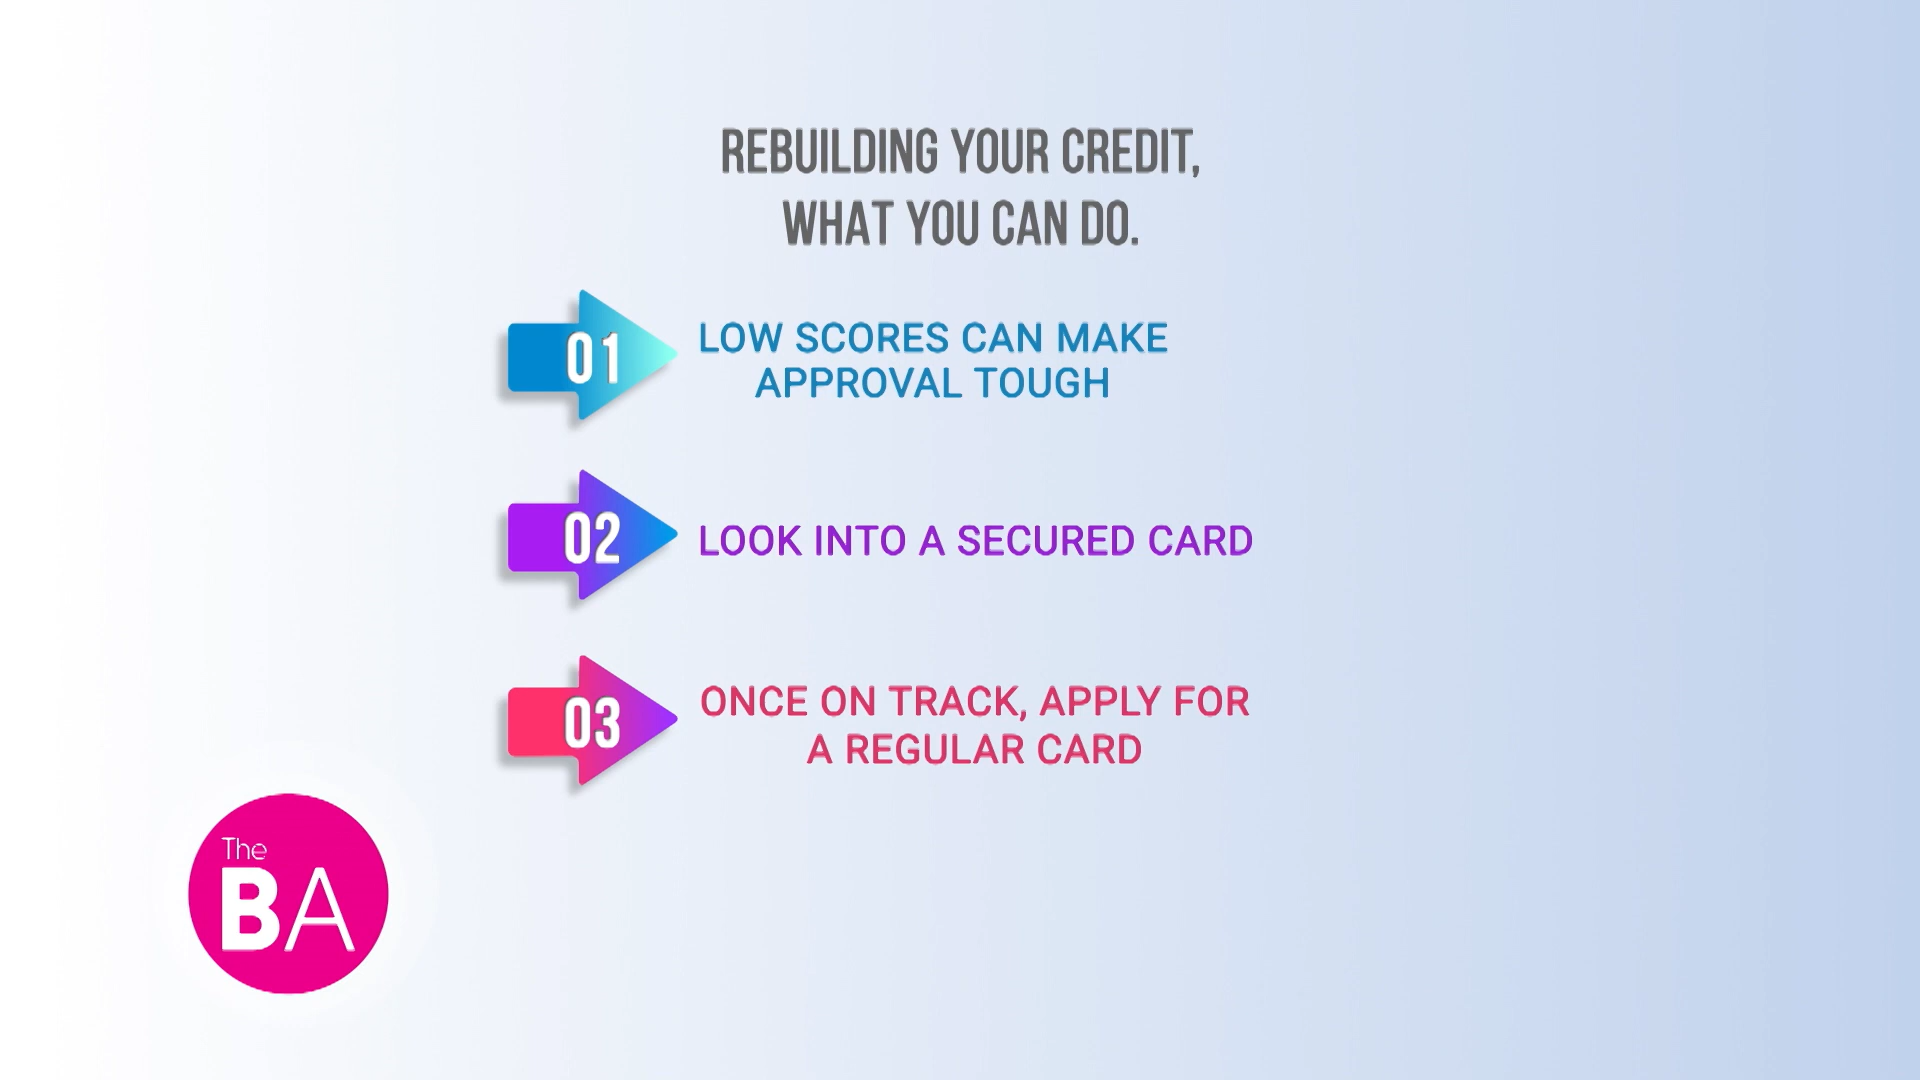 REBUILDING YOUR CREDIT,
WHAT YOU CAN DO.
01
LOW SCORES CAN MAKE
APPROVAL TOUGH
02
LOOK INTO A SECURED CARD
03
ONCE ON TRACK, APPLY FOR
A REGULAR CARD
The
BA